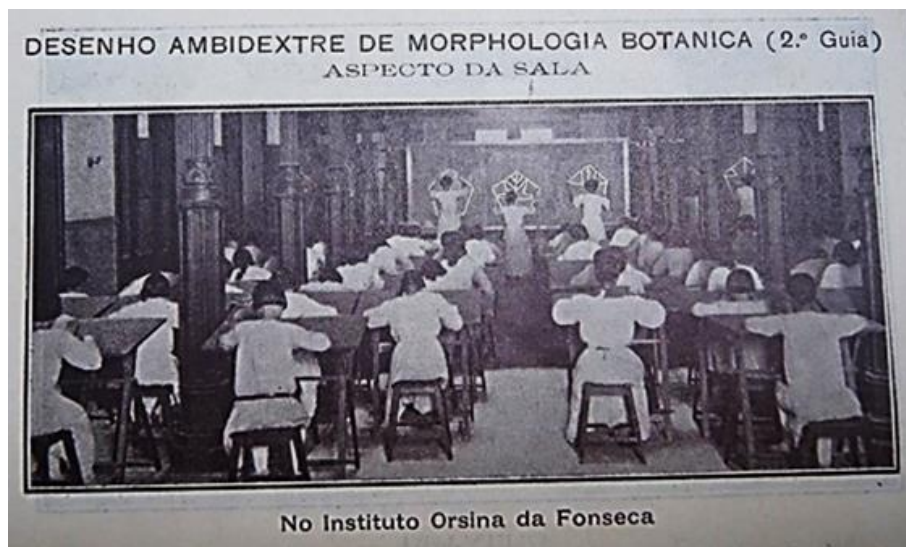 DESENHO AMBIDEXTRE DE MORPHOLOGIA BOTANICA (2.º Guia)
ASPECTO DA SALA
No Instituto Orsina da Fonseca